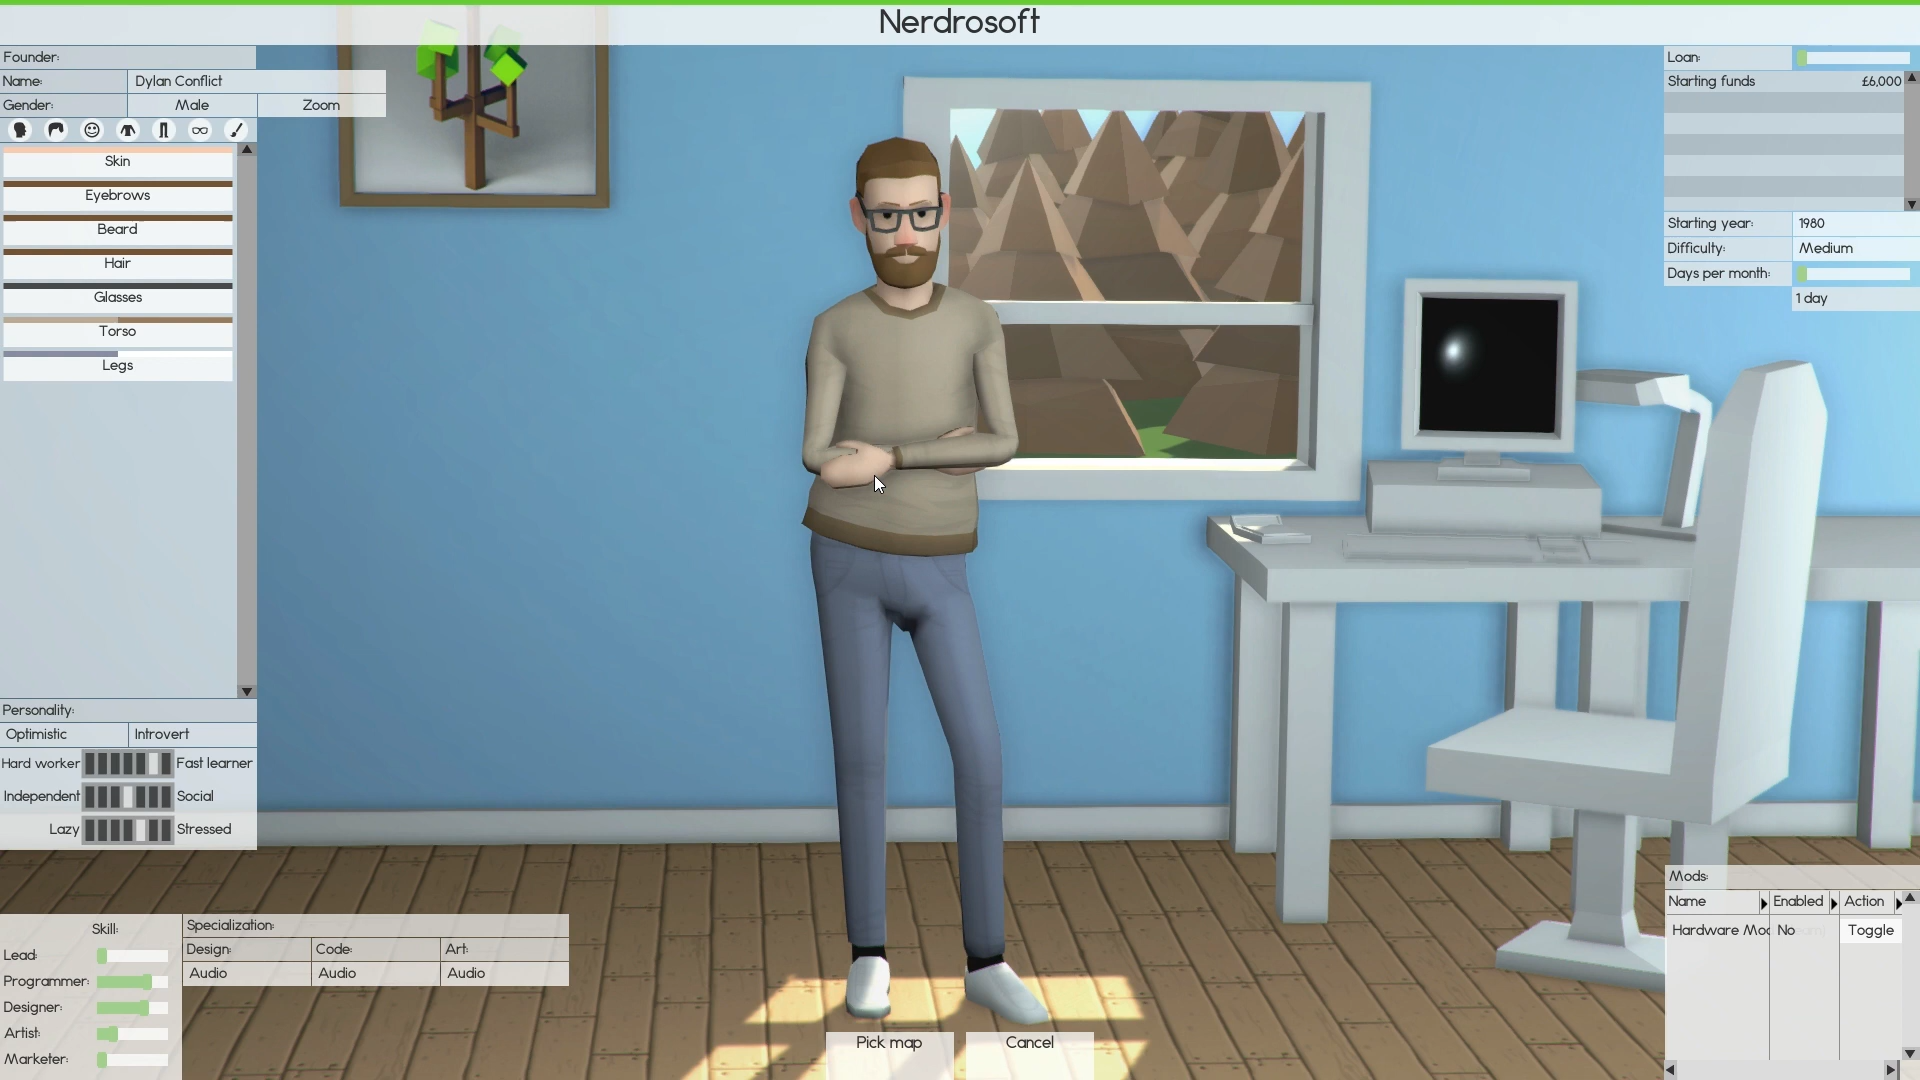 Nerdrosoft
Founder:
Name: Dylan Conflict
Gender: Male Zoom
Skin
Eyebrows
Beard
Hair
Glasses
Torso
Legs
Personality:
Optimistic Introvert
Hard worker Fast learner
Independent Social
Lazy Stressed
Skill:
Lead:
Programmer:
Designer:
Artist:
Marketer:
Specialization:
Design: Code: Art:
Audio Audio Audio
Pick map Cancel
Loan:
Starting funds £6,000
Starting year: 1980
Difficulty: Medium
Days per month:
1 day
Mods:
Name Enabled Action
Hardware Mod No Toggle